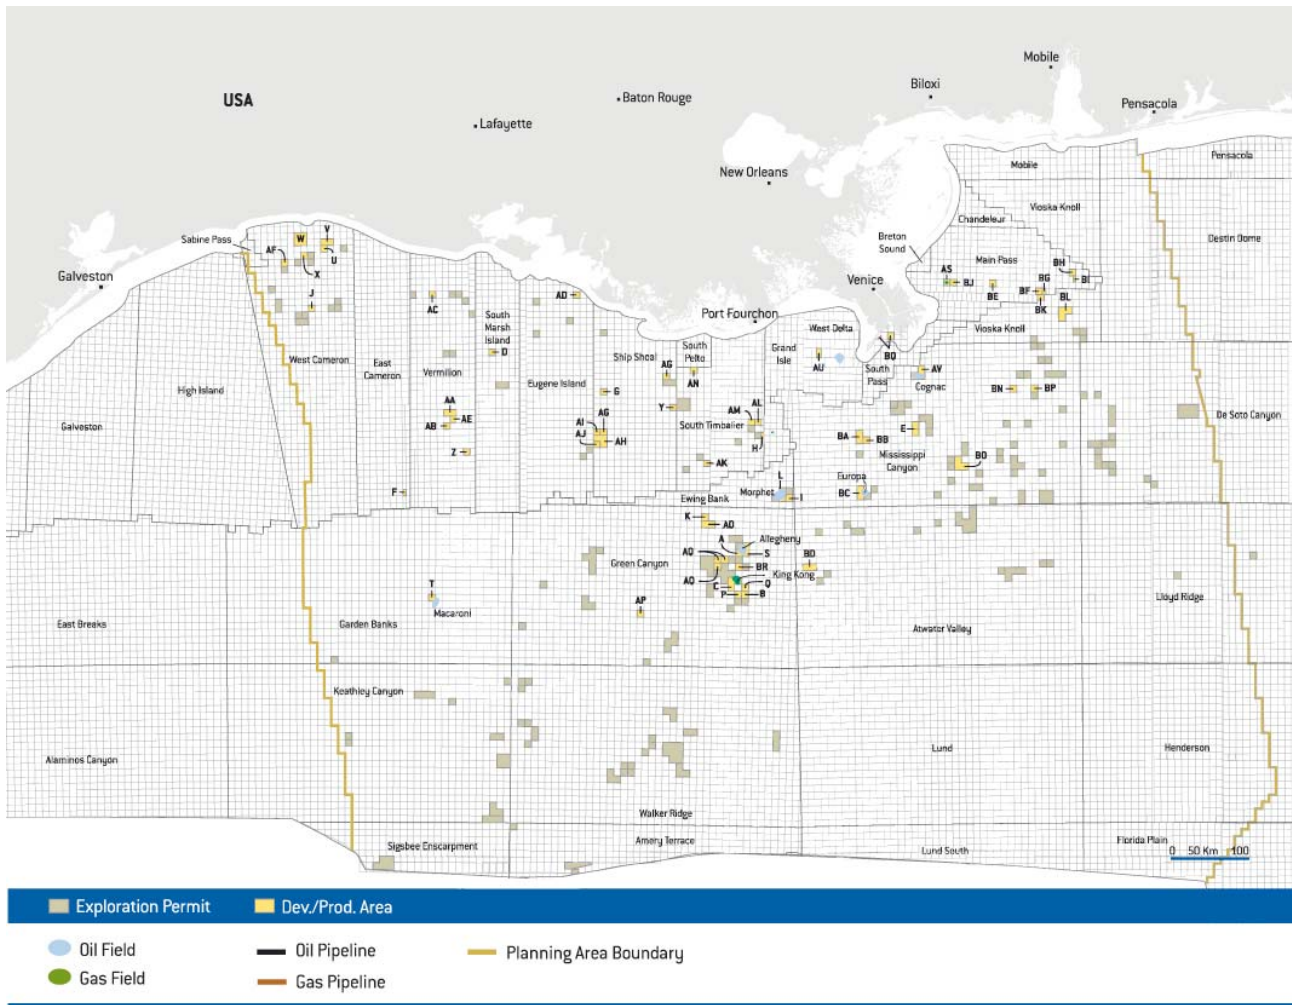 Mobile
Biloxi
USA
Baton Rouge
Pensacola
Lafayette
New Orleans
Mobile
Pensacola
Vioska Knoll
Chandeleur
Breton
Sound
Destin Dome
Sabine Pass
V
W
AF
U
X
Main Pass
BH
BI
AS
BJ
BG
BF
BE
BK
BL
Galveston
Venice
J
AC
AD
South
Marsh
Island
Port Fourchon
West Delta
Vioska Knoll
Grand
Isle
South
Pelto
D
Ship Shoal
AG
AN
AU
BQ
South
Pass
AV
Cognac
West Cameron
East
Cameron
Vermilion
Eugene Island
High Island
G
BN
BP
De Soto Canyon
AA
AE
AB
Y
AM
AL
AG
AI
AJ
AH
South Timbalier
H
E
BA
BB
Mississippi
Canyon
BD
Galveston
Z
AK
F
L
Morphet
I
Ewing Bank
Europa
BC
K
AO
A
Allegheny
AQ
S
BR
BO
Green Canyon
AQ
King Kong
C
Q
P
B
T
Macaroni
AP
East Breaks
Garden Banks
Atwater Valley
Lloyd Ridge
Keathley Canyon
Alaminos Canyon
Lund
Henderson
Walker Ridge
Amery Terrace
Sigsbee Enscarpment
Lund South
Florida Plain
0 50 Km 100
Exploration Permit
Dev./Prod. Area
Oil Field
Oil Pipeline
Planning Area Boundary
Gas Field
Gas Pipeline